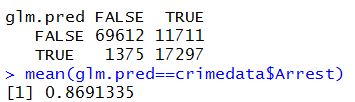 glm.pred FALSE  TRUE
   FALSE 69612 11711
   TRUE   1375 17297
> mean(glm.pred==crimedata$Arrest)
[1] 0.8691335